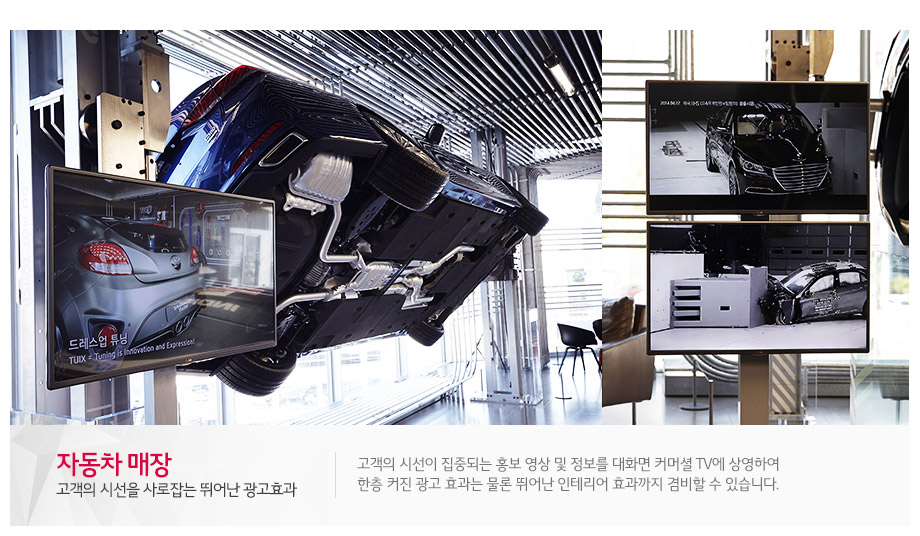 드레스업 튜닝
TUIX = Tuning is Innovation and Expression!
자동차 매장
고객의 시선을 사로잡는 뛰어난 광고효과
고객의 시선이 집중되는 홍보 영상 및 정보를 대화면 커머셜 TV에 상영하여
한층 커진 광고 효과는 물론 뛰어난 인테리어 효과까지 겸비할 수 있습니다.